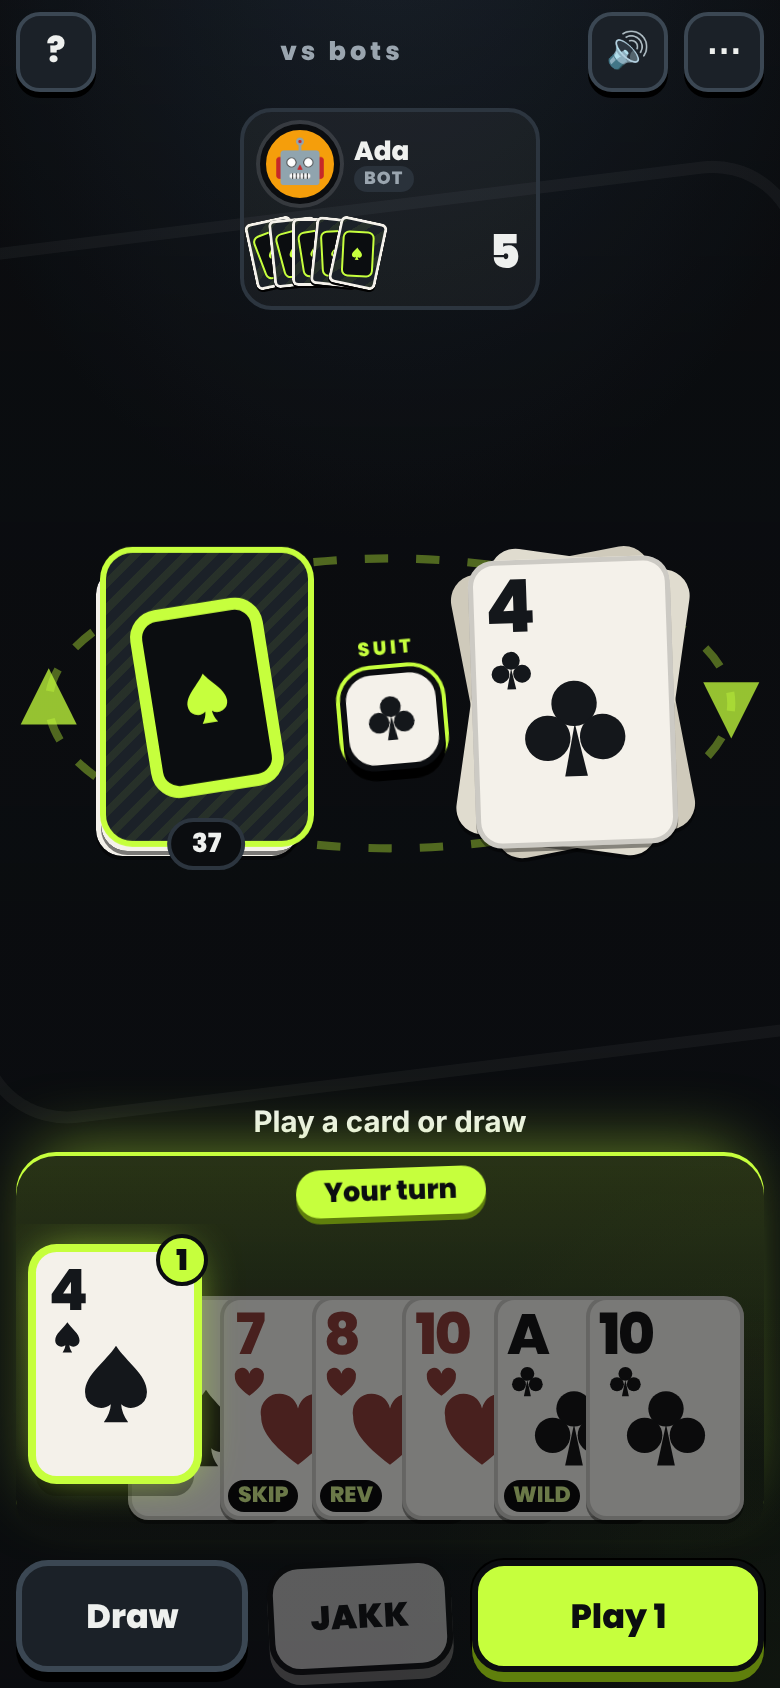 ?
vs bots
...
Ada
BOT
5
SUIT
4
37
Play a card or draw
Your turn
1
4
7
8
10
A
10
SKIP
REV
WILD
Draw
JAKK
Play 1